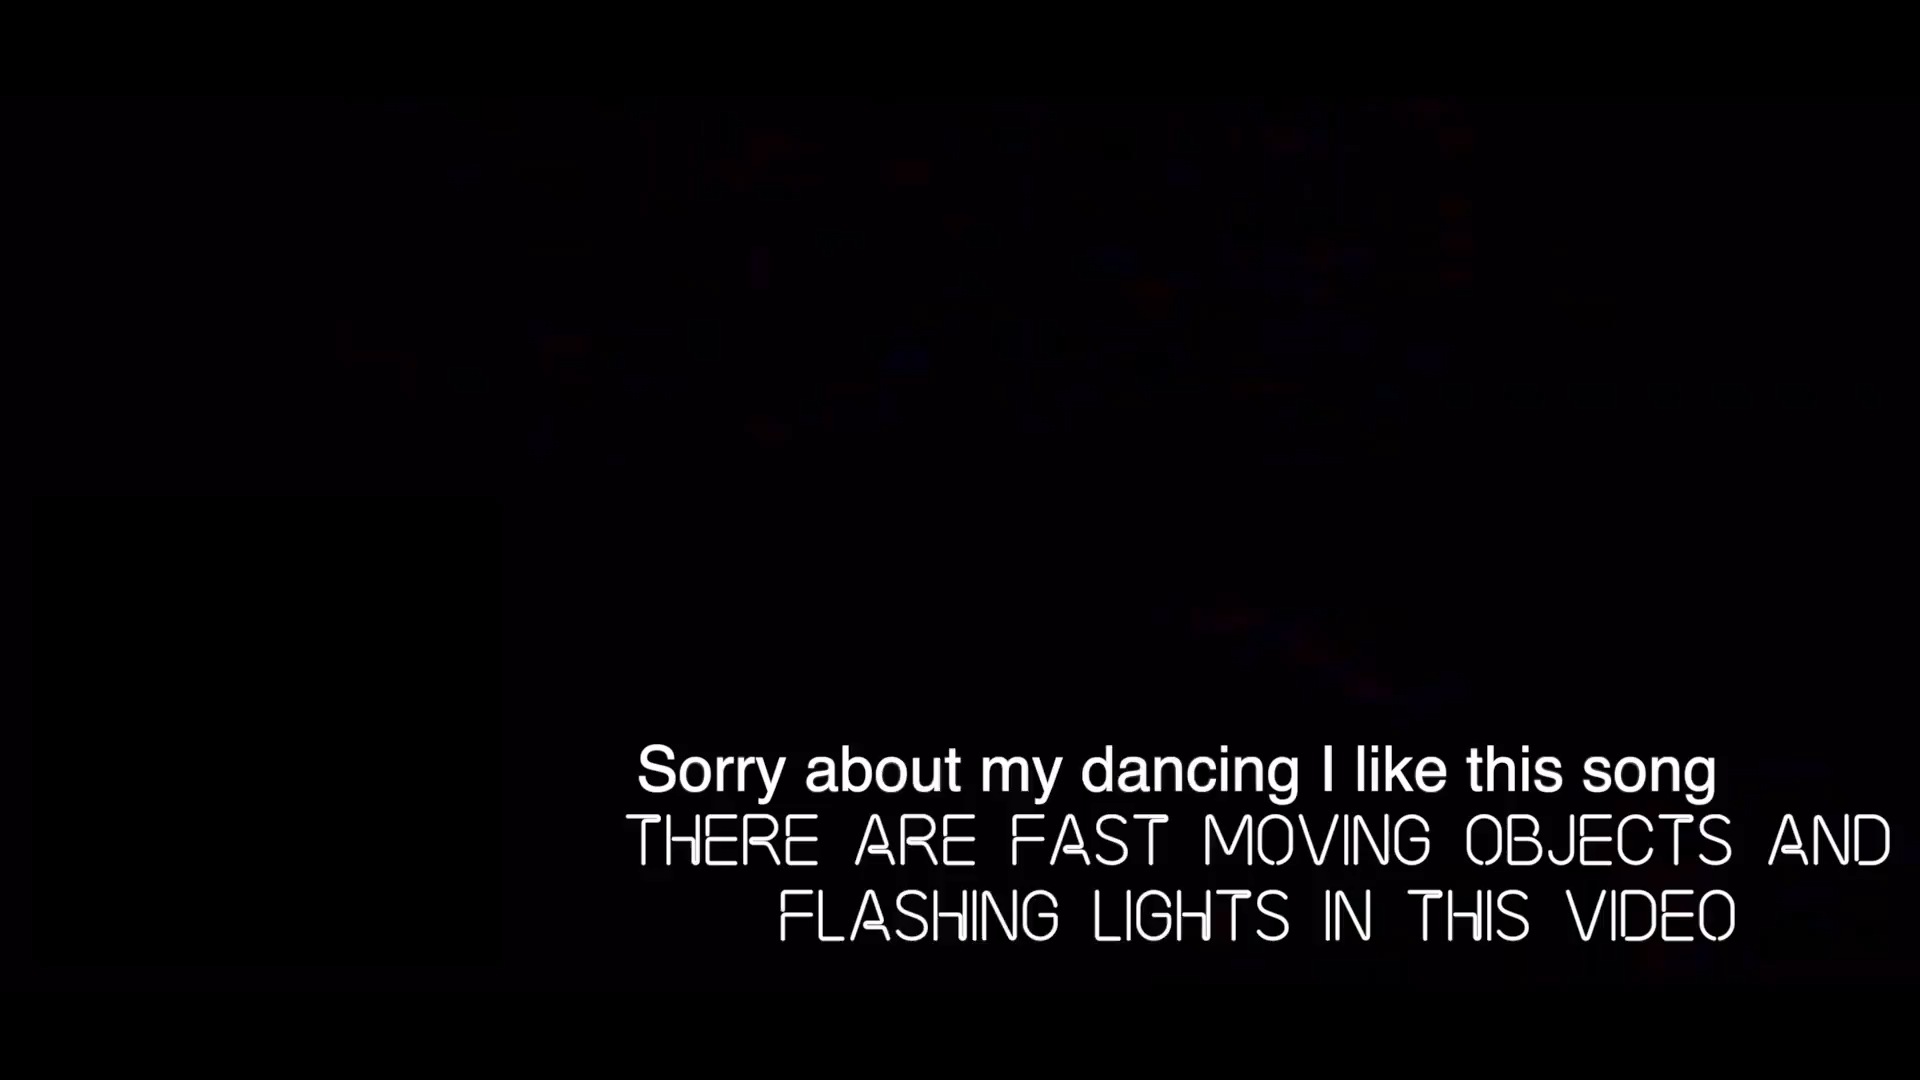 Sorry about my dancing I like this song
THERE ARE FAST MOVING OBJECTS AND
FLASHING LIGHTS IN THIS VIDEO